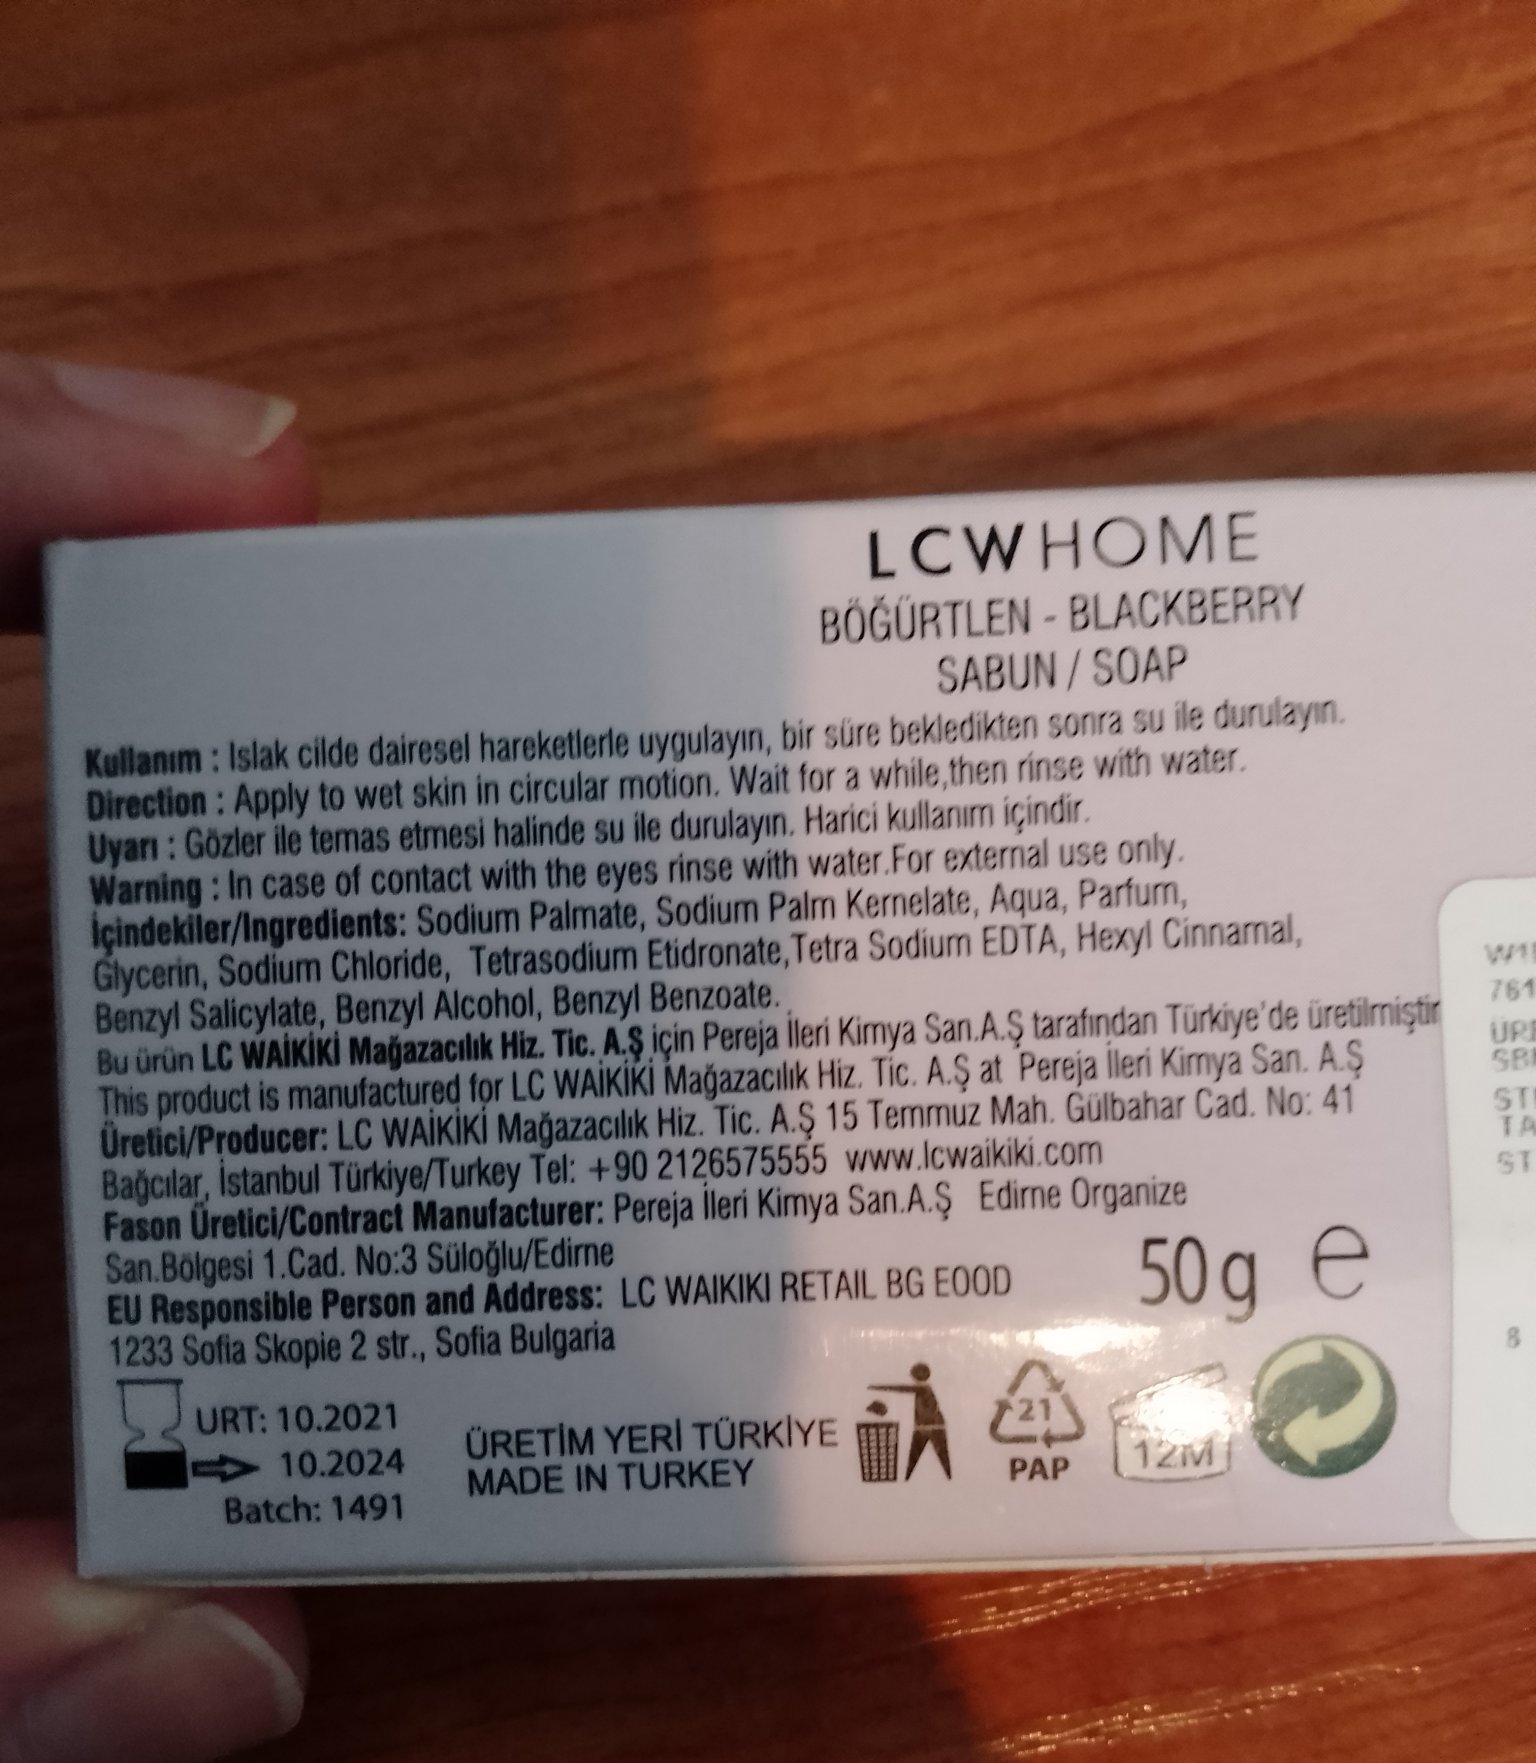 LCWHOME
BÖĞÜRTLEN - BLACKBERRY
SABUN / SOAP
Kullanım : Islak cilde dairesel hareketlerle uygulayın, bir süre bekledikten sonra su ile durulayın.
Direction : Apply to wet skin in circular motion. Wait for a while,then rinse with water.
Uyarı : Gözler ile temas etmesi halinde su ile durulayın. Harici kullanım içindir.
Warning : In case of contact with the eyes rinse with water.For external use only.
İçindekiler/Ingredients: Sodium Palmate, Sodium Palm Kernelate, Aqua, Parfum,
Glycerin, Sodium Chloride, Tetrasodium Etidronate,Tetra Sodium EDTA, Hexyl Cinnamal,
Benzyl Salicylate, Benzyl Alcohol, Benzyl Benzoate.
Bu ürün LC WAİKİKİ Mağazacılık Hiz. Tic. A.Ş için Pereja İleri Kimya San.A.Ş tarafından Türkiye'de üretilmiştir
This product is manufactured for LC WAİKİKİ Mağazacılık Hiz. Tic. A.Ş at Pereja İleri Kimya San. A.Ş
Üretici/Producer: LC WAİKİKİ Mağazacılık Hiz. Tic. A.Ş 15 Temmuz Mah. Gülbahar Cad. No: 41
Bağcılar, İstanbul Türkiye/Turkey Tel: +90 2126575555 www.lcwaikiki.com
Fason Üretici/Contract Manufacturer: Pereja İleri Kimya San.A.Ş Edirne Organize
San.Bölgesi 1.Cad. No:3 Süloğlu/Edirne
EU Responsible Person and Address: LC WAIKIKI RETAIL BG EOOD
1233 Sofia Skopie 2 str., Sofia Bulgaria
50 g e
URT: 10.2021
10.2024
Batch: 1491
ÜRETİM YERİ TÜRKİYE
MADE IN TURKEY
21
PAP
12M
761
8